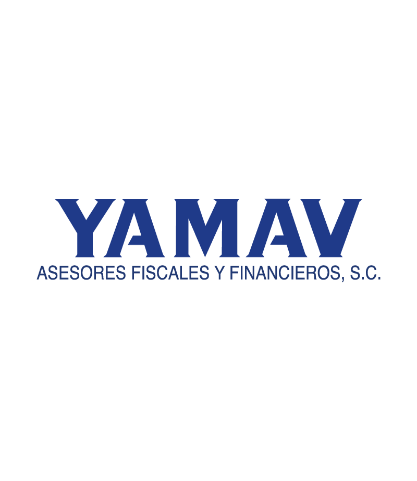 YAMAV
ASESORES FISCALES Y FINANCIEROS, S.C.